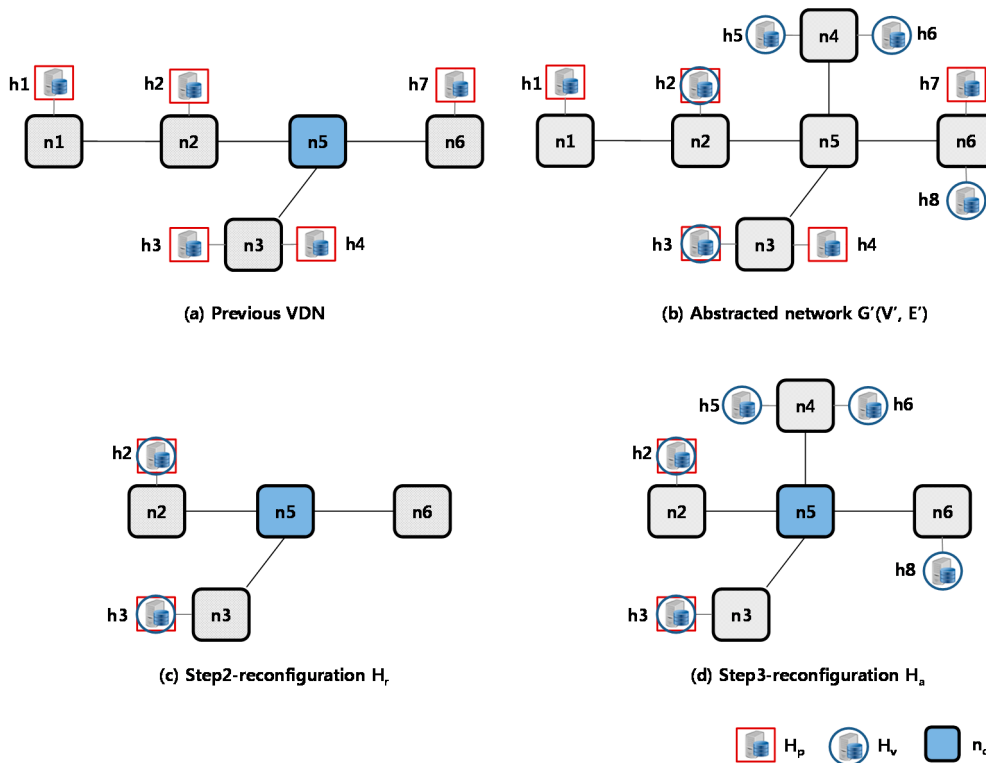 h1 h2 h7
n1 n2 n5 n6
h3 n3 h4
(a) Previous VDN
h5 n4 h6
h1 h2 h7
n1 n2 n5 n6
h8
h3 n3 h4
(b) Abstracted network G’(V’, E’)
h2
n2 n5 n6
h3 n3
(c) Step2-reconfiguration Hr
h5 n4 h6
h2
n2 n5 n6
h8
h3 n3
(d) Step3-reconfiguration Ha
Hp Hv